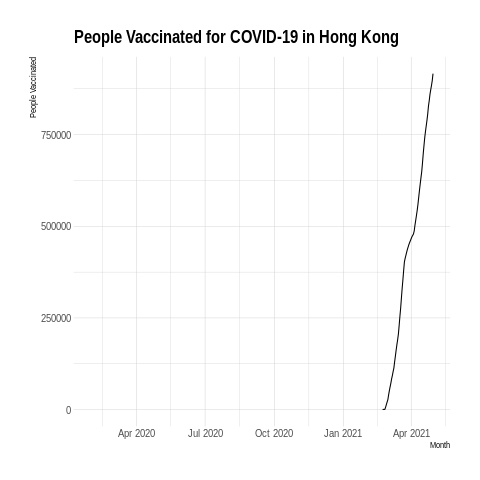 People Vaccinated for COVID-19 in Hong Kong
People Vaccinated
750000
500000
250000
0
Apr 2020 Jul 2020 Oct 2020 Jan 2021 Apr 2021
Month